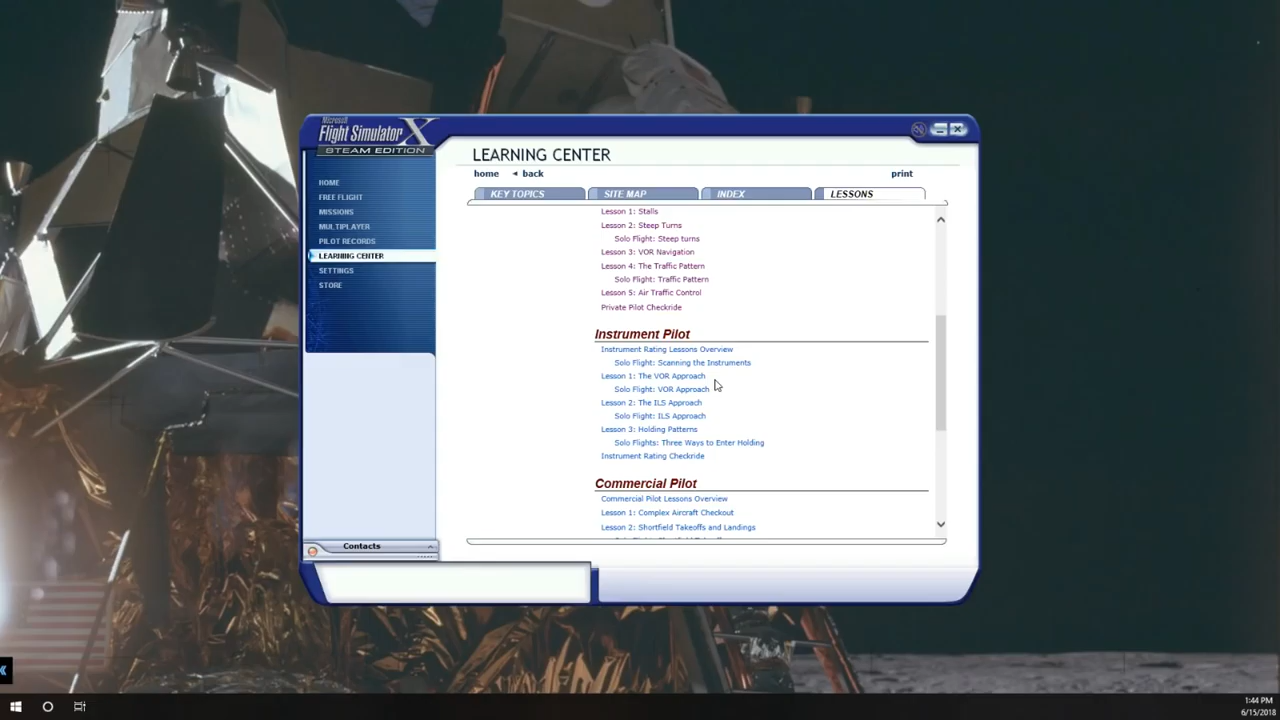 Microsoft
Flight Simulator X
STEAM EDITION
HOME
FREE FLIGHT
MISSIONS
MULTIPLAYER
PILOT RECORDS
LEARNING CENTER
SETTINGS
STORE
Contacts
LEARNING CENTER
home
back
print
KEY TOPICS
SITE MAP
INDEX
LESSONS
Lesson 1: Stalls
Lesson 2: Steep Turns
Solo Flight: Steep turns
Lesson 3: VOR Navigation
Lesson 4: The Traffic Pattern
Solo Flight: Traffic Pattern
Lesson 5: Air Traffic Control
Private Pilot Checkride
Instrument Pilot
Instrument Rating Lessons Overview
Solo Flight: Scanning the Instruments
Lesson 1: The VOR Approach
Solo Flight: VOR Approach
Lesson 2: The ILS Approach
Solo Flight: ILS Approach
Lesson 3: Holding Patterns
Solo Flights: Three Ways to Enter Holding
Instrument Rating Checkride
Commercial Pilot
Commercial Pilot Lessons Overview
Lesson 1: Complex Aircraft Checkout
Lesson 2: Shortfield Takeoffs and Landings
1:44 PM
6/15/2018